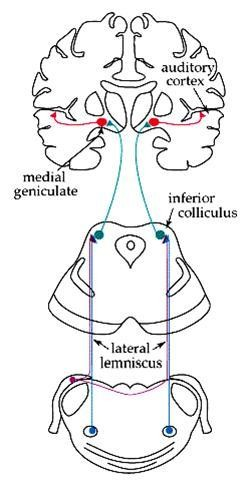 auditory
cortex
medial
geniculate
inferior
colliculus
lateral
lemniscus